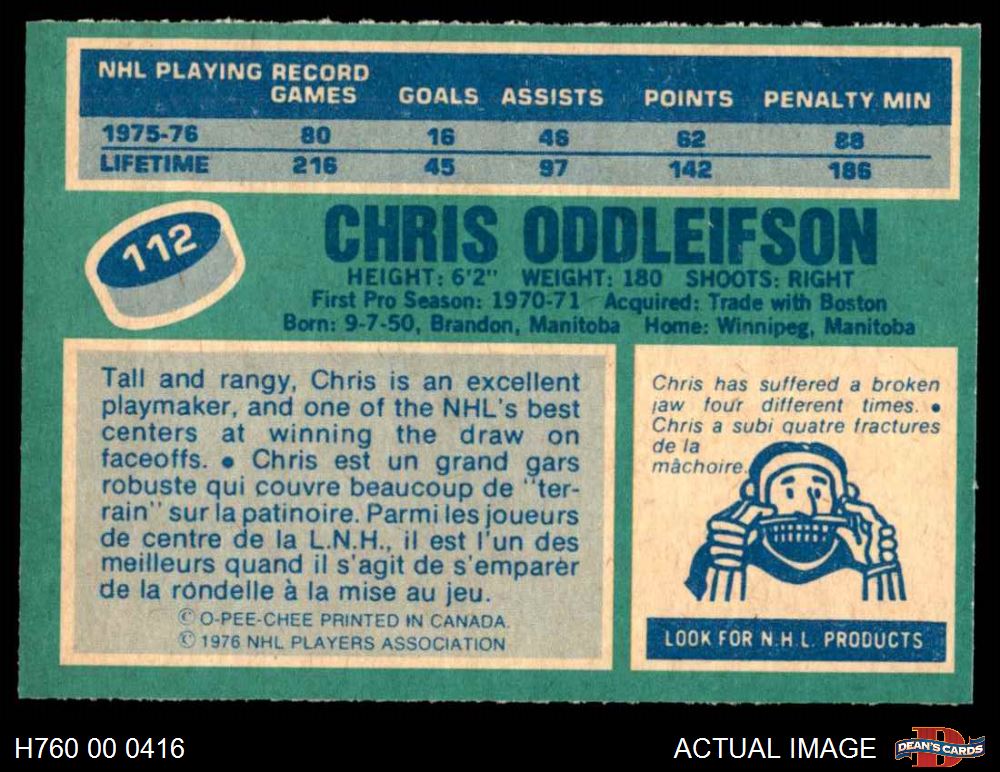 NHL PLAYING RECORD
GAMES GOALS ASSISTS POINTS PENALTY MIN
1975-76 80 16 46 62 88
LIFETIME 216 45 97 142 186
112
CHRIS ODDLEIFSON
HEIGHT: 6'2" WEIGHT: 180 SHOOTS: RIGHT
First Pro Season: 1970-71 Acquired: Trade with Boston
Born: 9-7-50, Brandon, Manitoba Home: Winnipeg, Manitoba
Tall and rangy, Chris is an excellent
playmaker, and one of the NHL's best
centers at winning the draw on
faceoffs. • Chris est un grand gars
robuste qui couvre beaucoup de "ter-
rain" sur la patinoire. Parmi les joueurs
de centre de la L.N.H., il est l'un des
meilleurs quand il s'agit de s'emparer
de la rondelle à la mise au jeu.
© O-PEE-CHEE PRINTED IN CANADA.
© 1976 NHL PLAYERS ASSOCIATION
Chris has suffered a broken
jaw four different times. •
Chris a subi quatre fractures
de la
mâchoire.
LOOK FOR N.H.L. PRODUCTS
H760 00 0416
ACTUAL IMAGE
DEAN'S CARDS